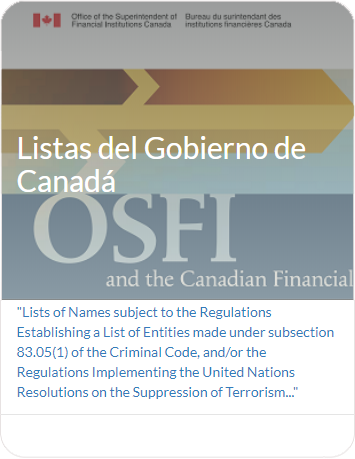 Office of the Superintendent of Financial Institutions Canada
Bureau du surintendant des institutions financières Canada
Listas del Gobierno de
Canadá
OSFI
and the Canadian Financial
"Lists of Names subject to the Regulations
Establishing a List of Entities made under subsection
83.05(1) of the Criminal Code, and/or the
Regulations Implementing the United Nations
Resolutions on the Suppression of Terrorism..."